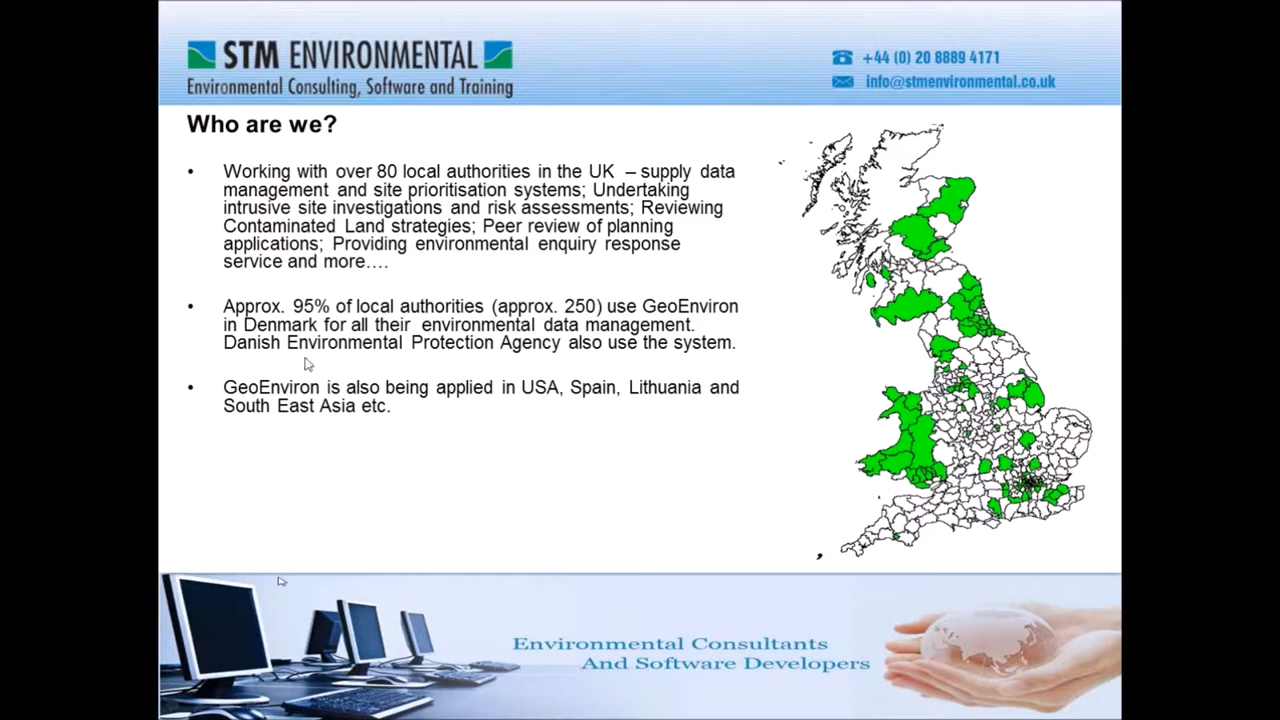 STM ENVIRONMENTAL
Environmental Consulting, Software and Training
+44 (0) 20 8889 4171
info@stmenvironmental.co.uk
Who are we?
• Working with over 80 local authorities in the UK – supply data
management and site prioritisation systems; Undertaking
intrusive site investigations and risk assessments; Reviewing
Contaminated Land strategies; Peer review of planning
applications; Providing environmental enquiry response
service and more….
• Approx. 95% of local authorities (approx. 250) use GeoEnviron
in Denmark for all their environmental data management.
Danish Environmental Protection Agency also use the system.
• GeoEnviron is also being applied in USA, Spain, Lithuania and
South East Asia etc.
Environmental Consultants
And Software Developers